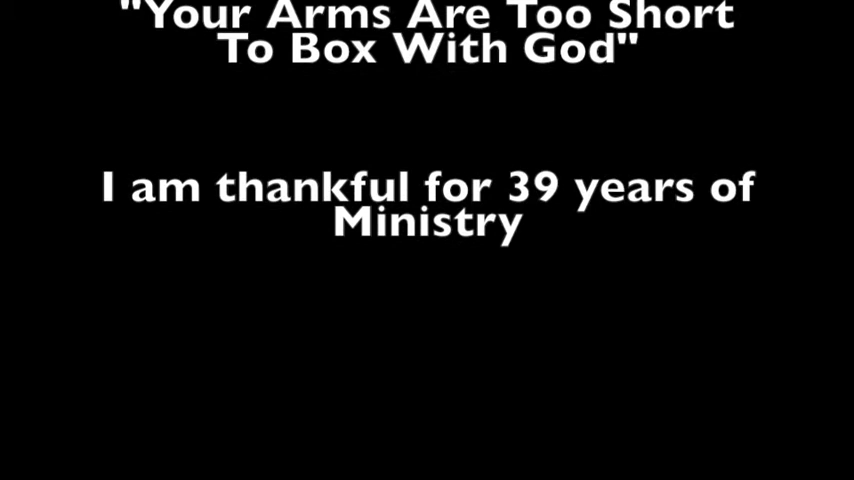 "Your Arms Are Too Short
To Box With God"
I am thankful for 39 years of
Ministry